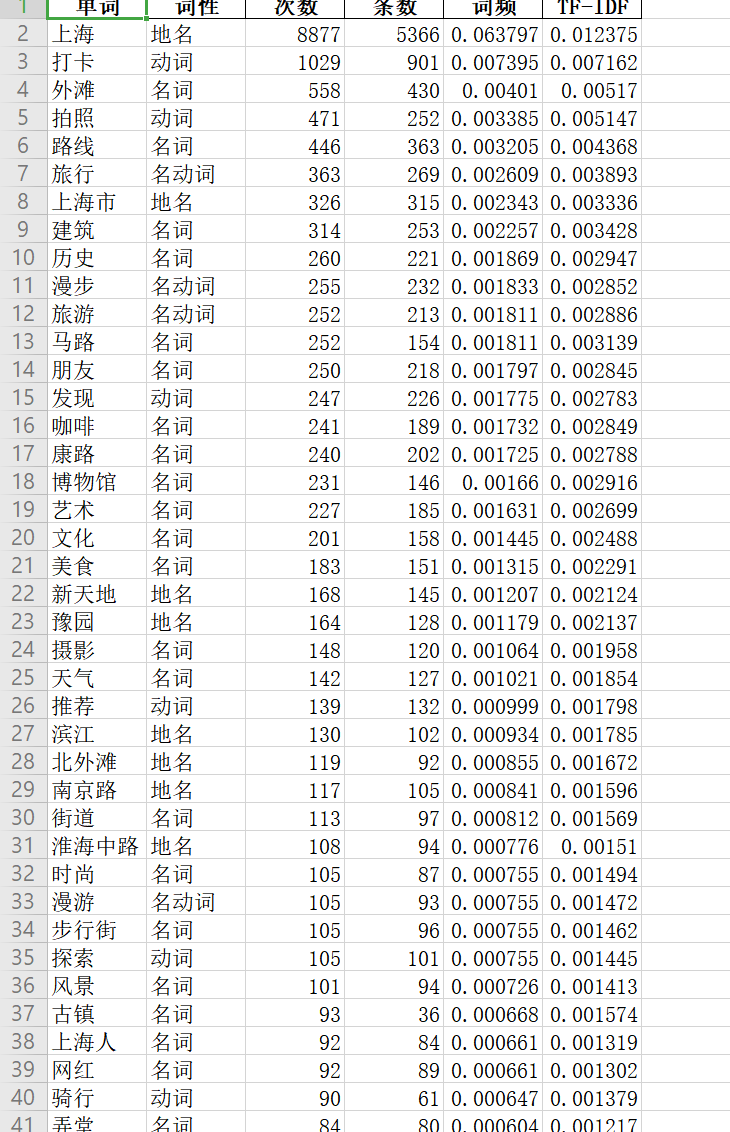 1 单词 词性 次数 条数 词频 TF-IDF
2 上海 地名 8877 5366 0.063797 0.012375
3 打卡 动词 1029 901 0.007395 0.007162
4 外滩 名词 558 430 0.00401 0.00517
5 拍照 动词 471 252 0.003385 0.005147
6 路线 名词 446 363 0.003205 0.004368
7 旅行 名动词 363 269 0.002609 0.003893
8 上海市 地名 326 315 0.002343 0.003336
9 建筑 名词 314 253 0.002257 0.003428
10 历史 名词 260 221 0.001869 0.002947
11 漫步 名动词 255 232 0.001833 0.002852
12 旅游 名动词 252 213 0.001811 0.002886
13 马路 名词 252 154 0.001811 0.003139
14 朋友 名词 250 218 0.001797 0.002845
15 发现 动词 247 226 0.001775 0.002783
16 咖啡 名词 241 189 0.001732 0.002849
17 康路 名词 240 202 0.001725 0.002788
18 博物馆 名词 231 146 0.00166 0.002916
19 艺术 名词 227 185 0.001631 0.002699
20 文化 名词 201 158 0.001445 0.002488
21 美食 名词 183 151 0.001315 0.002291
22 新天地 地名 168 145 0.001207 0.002124
23 豫园 地名 164 128 0.001179 0.002137
24 摄影 名词 148 120 0.001064 0.001958
25 天气 名词 142 127 0.001021 0.001854
26 推荐 动词 139 132 0.000999 0.001798
27 滨江 地名 130 102 0.000934 0.001785
28 北外滩 地名 119 92 0.000855 0.001672
29 南京路 地名 117 105 0.000841 0.001596
30 街道 名词 113 97 0.000812 0.001569
31 淮海中路 地名 108 94 0.000776 0.00151
32 时尚 名词 105 87 0.000755 0.001494
33 漫游 名动词 105 93 0.000755 0.001472
34 步行街 名词 105 96 0.000755 0.001462
35 探索 动词 105 101 0.000755 0.001445
36 风景 名词 101 94 0.000726 0.001413
37 古镇 名词 93 36 0.000668 0.001574
38 上海人 名词 92 84 0.000661 0.001319
39 网红 名词 92 89 0.000661 0.001302
40 骑行 动词 90 61 0.000647 0.001379
41 弄堂 名词 84 80 0.000604 0.001217